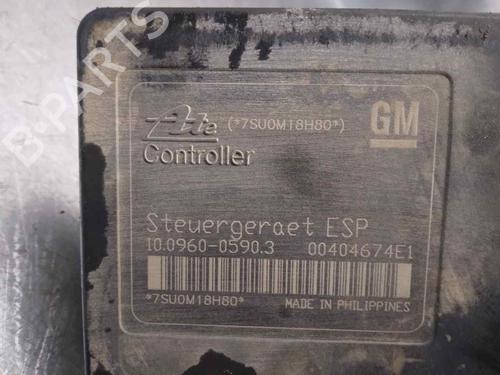 B-PARTS
Ate (*7SU0M18H80*)
GM
Controller
Steuergeraet ESP
10.0960-0590.3 00404674E1
*7SU0M18H80*
MADE IN PHILIPPINES